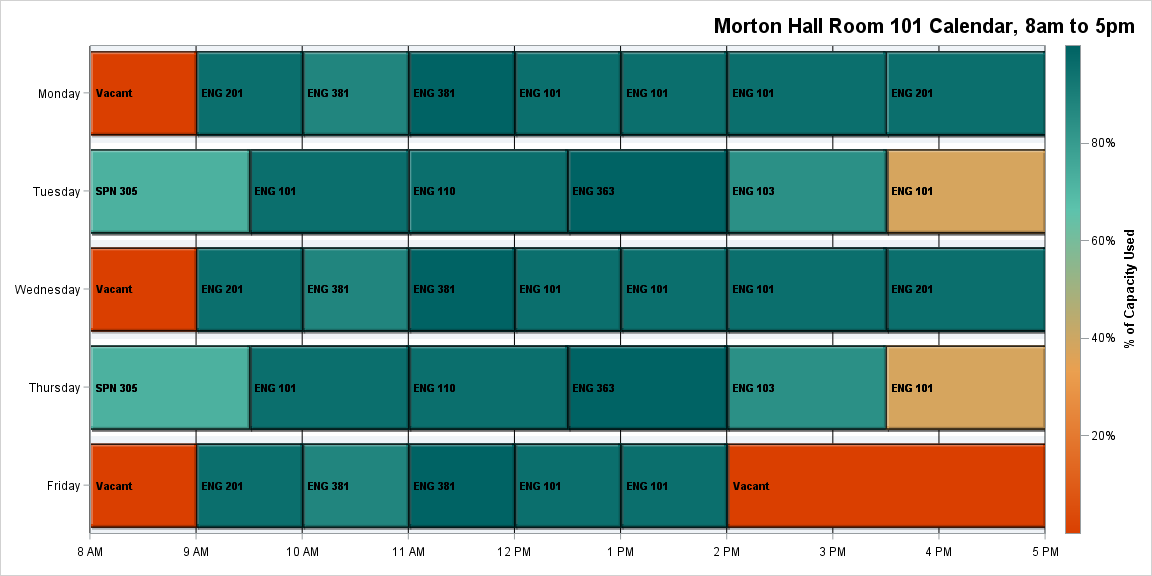 Morton Hall Room 101 Calendar, 8am to 5pm
Monday
Vacant
ENG 201
ENG 381
ENG 381
ENG 101
ENG 101
ENG 101
ENG 201
Tuesday
SPN 305
ENG 101
ENG 110
ENG 363
ENG 103
ENG 101
Wednesday
Vacant
ENG 201
ENG 381
ENG 381
ENG 101
ENG 101
ENG 101
ENG 201
Thursday
SPN 305
ENG 101
ENG 110
ENG 363
ENG 103
ENG 101
Friday
Vacant
ENG 201
ENG 381
ENG 381
ENG 101
ENG 101
Vacant
8 AM
9 AM
10 AM
11 AM
12 PM
1 PM
2 PM
3 PM
4 PM
5 PM
80%
60%
40%
20%
% of Capacity Used